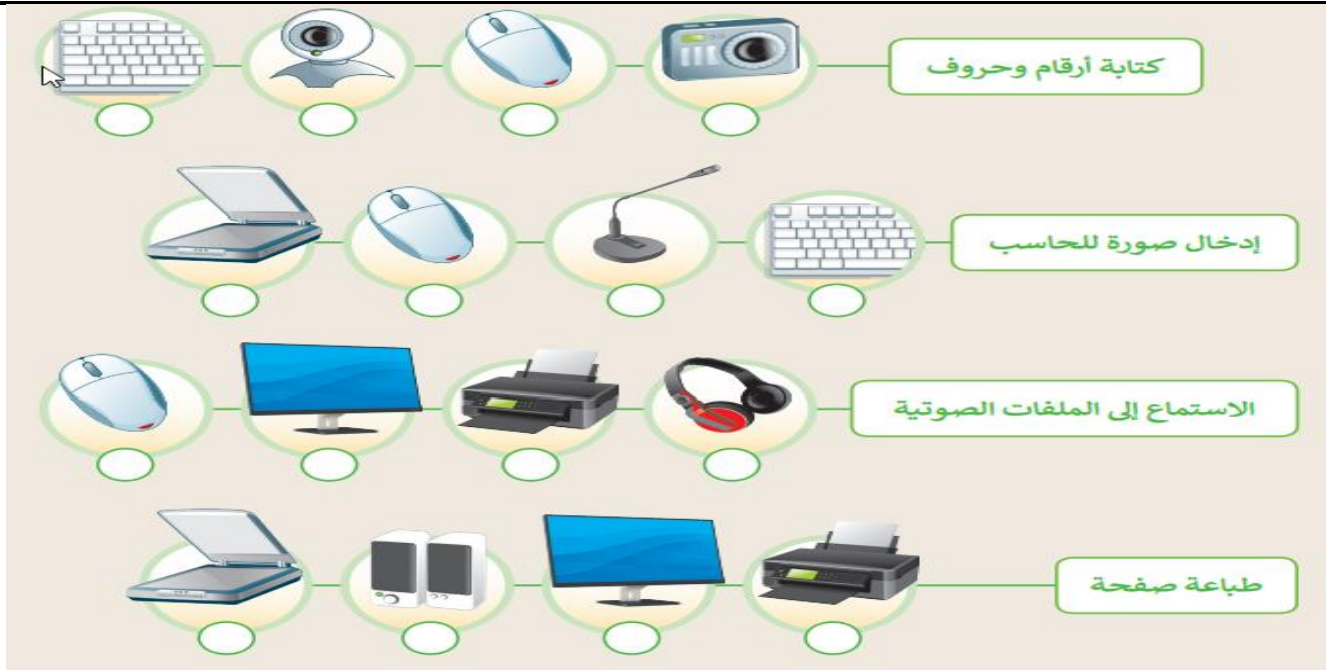 كتابة أرقام وحروف
إدخال صورة للحاسب
الاستماع إلى الملفات الصوتية
طباعة صفحة